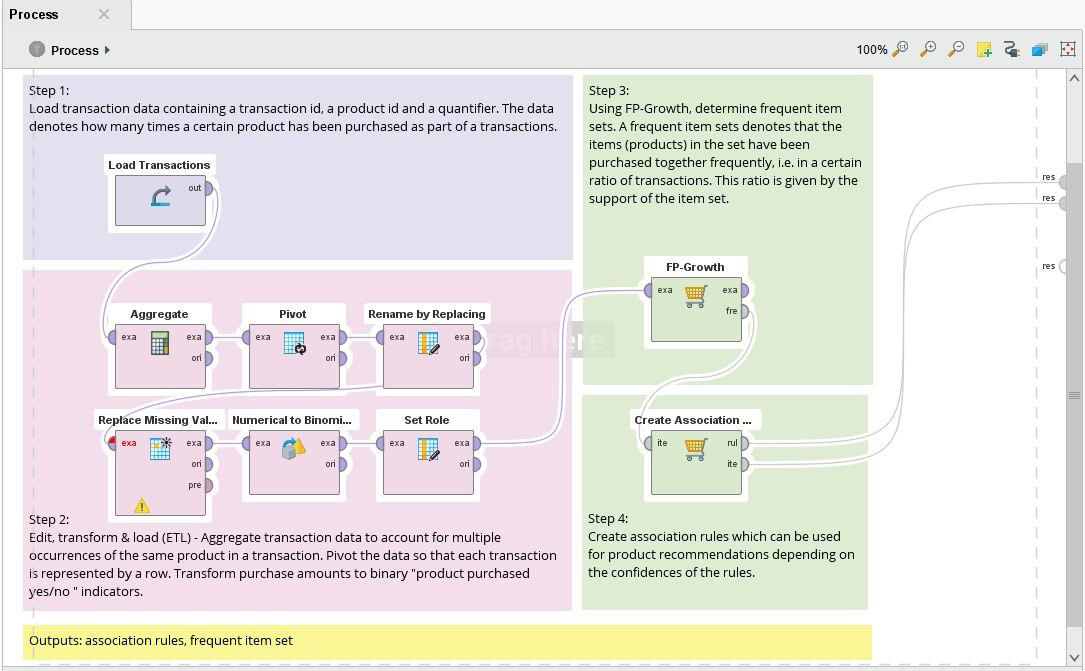 Process
Process
100%
Step 1:
Load transaction data containing a transaction id, a product id and a quantifier. The data
denotes how many times a certain product has been purchased as part of a transactions.
Load Transactions
out
Step 3:
Using FP-Growth, determine frequent item
sets. A frequent item sets denotes that the
items (products) in the set have been
purchased together frequently, i.e. in a certain
ratio of transactions. This ratio is given by the
support of the item set.
res
res
res
FP-Growth
exa exa
fre
Aggregate
exa exa
ori
Pivot
exa exa
ori
Rename by Replacing
exa exa
ori
rag here
Replace Missing Val...
exa exa
ori
pre
Numerical to Binomi...
exa exa
ori
Set Role
exa exa
ori
Create Association ...
ite rul
ite
Step 2:
Edit, transform & load (ETL) - Aggregate transaction data to account for multiple
occurrences of the same product in a transaction. Pivot the data so that each transaction
is represented by a row. Transform purchase amounts to binary "product purchased
yes/no " indicators.
Step 4:
Create association rules which can be used
for product recommendations depending on
the confidences of the rules.
Outputs: association rules, frequent item set